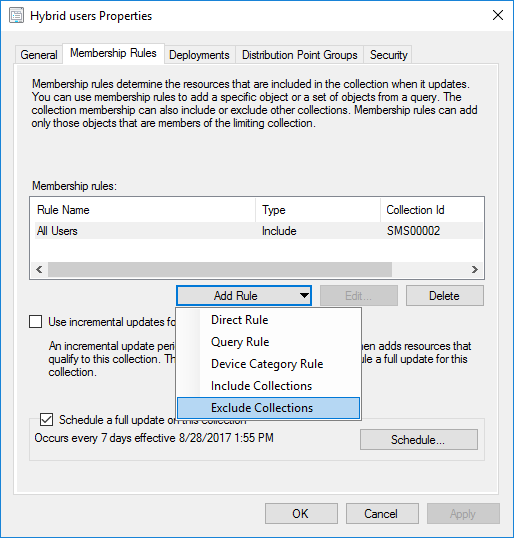 Hybrid users Properties
General Membership Rules Deployments Distribution Point Groups Security
Membership rules determine the resources that are included in the collection when it updates.
You can use membership rules to add a specific object or a set of objects from a query. The
collection membership can also include or exclude other collections. Membership rules can add
only those objects that are members of the limiting collection.
Membership rules:
Rule Name Type Collection Id
All Users Include SMS00002
Add Rule Edit... Delete
Direct Rule
Query Rule
Device Category Rule
Include Collections
Exclude Collections
Use incremental updates fo
An incremental update peri hen adds resources that
qualify to this collection. Th le a full update for this
collection.
Schedule a full update on this collection
Occurs every 7 days effective 8/28/2017 1:55 PM Schedule...
OK Cancel Apply